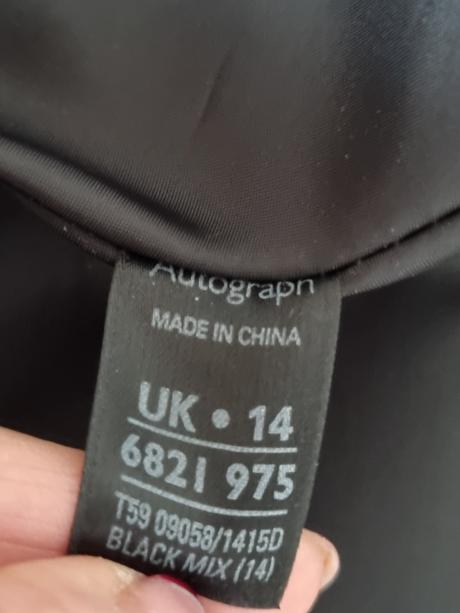 Autograph
MADE IN CHINA
UK • 14
6821 975
T59 09058/1415D
BLACK MIX (14)